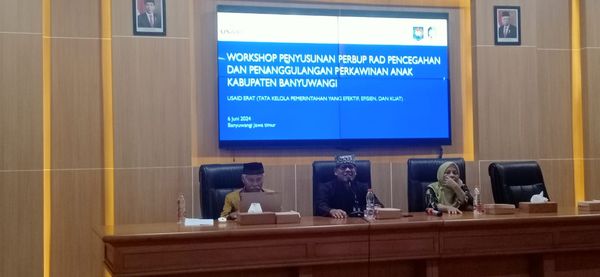 WORKSHOP PENYUSUNAN PERBUP RAD PENCEGAHAN
DAN PENANGGULANGAN PERKAWINAN ANAK
KABUPATEN BANYUWANGI
USAID ERAT (TATA KELOLA PEMERINTAHAN YANG EFEKTIF, EFISIEN, DAN KUAT)
6 Juni 2024
Banyuwangi Jawa timur